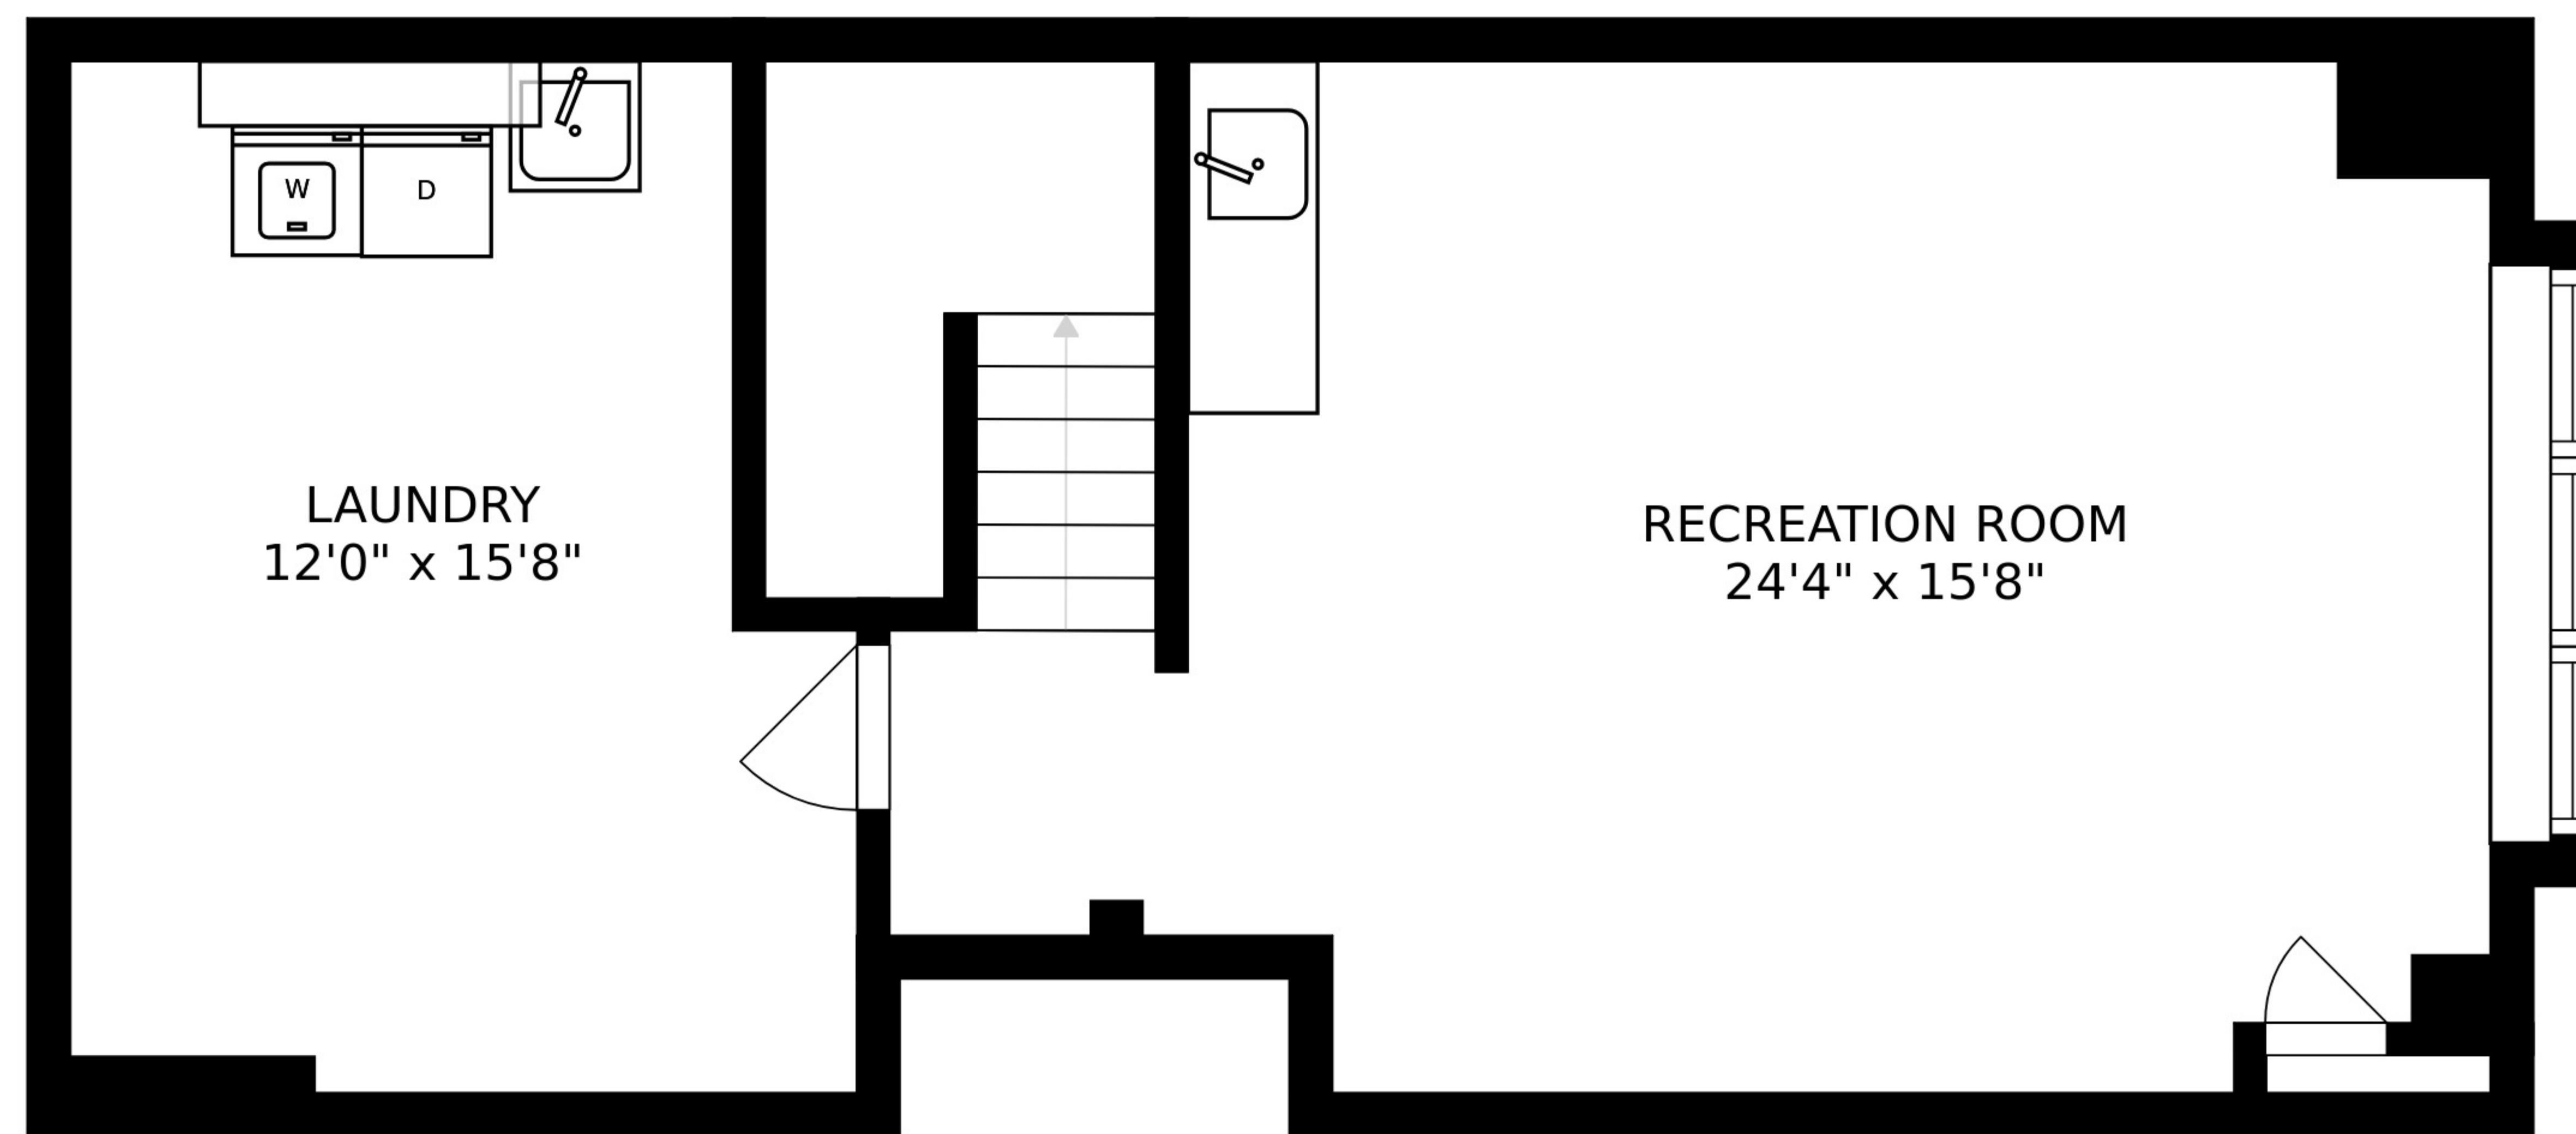 W
D
LAUNDRY
12'0" x 15'8"
RECREATION ROOM
24'4" x 15'8"